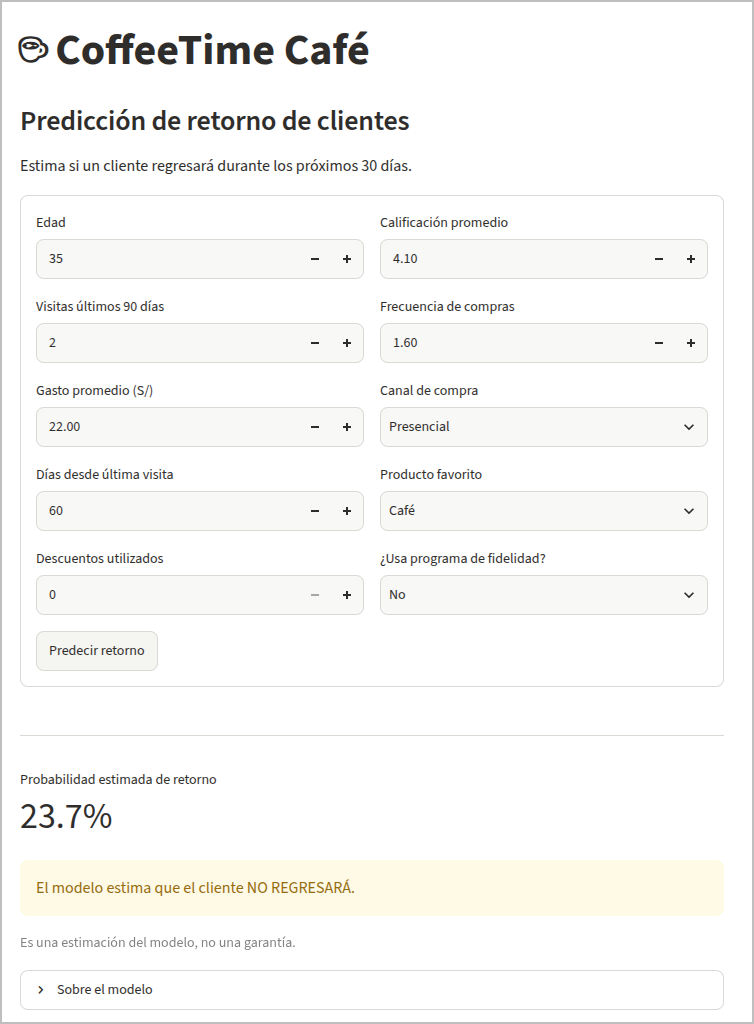 CoffeeTime Café
Predicción de retorno de clientes
Estima si un cliente regresará durante los próximos 30 días.
Edad
35
Visitas últimos 90 días
2
Gasto promedio (S/)
22.00
Días desde última visita
60
Descuentos utilizados
0
Calificación promedio
4.10
Frecuencia de compras
1.60
Canal de compra
Presencial
Producto favorito
Café
¿Usa programa de fidelidad?
No
Predecir retorno
Probabilidad estimada de retorno
23.7%
El modelo estima que el cliente NO REGRESARÁ.
Es una estimación del modelo, no una garantía.
Sobre el modelo